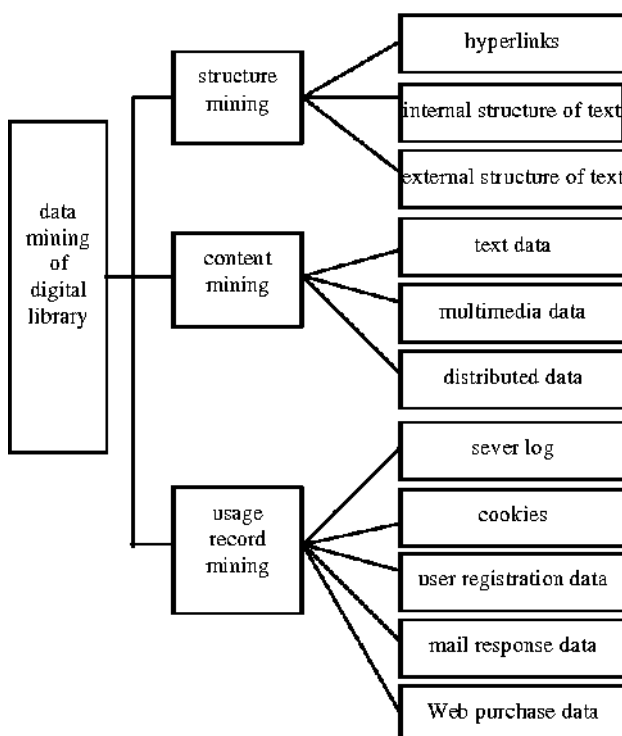 data
mining
of
digital
library
structure
mining
hyperlinks
internal structure of text
external structure of text
content
mining
text data
multimedia data
distributed data
usage
record
mining
sever log
cookies
user registration data
mail response data
Web purchase data